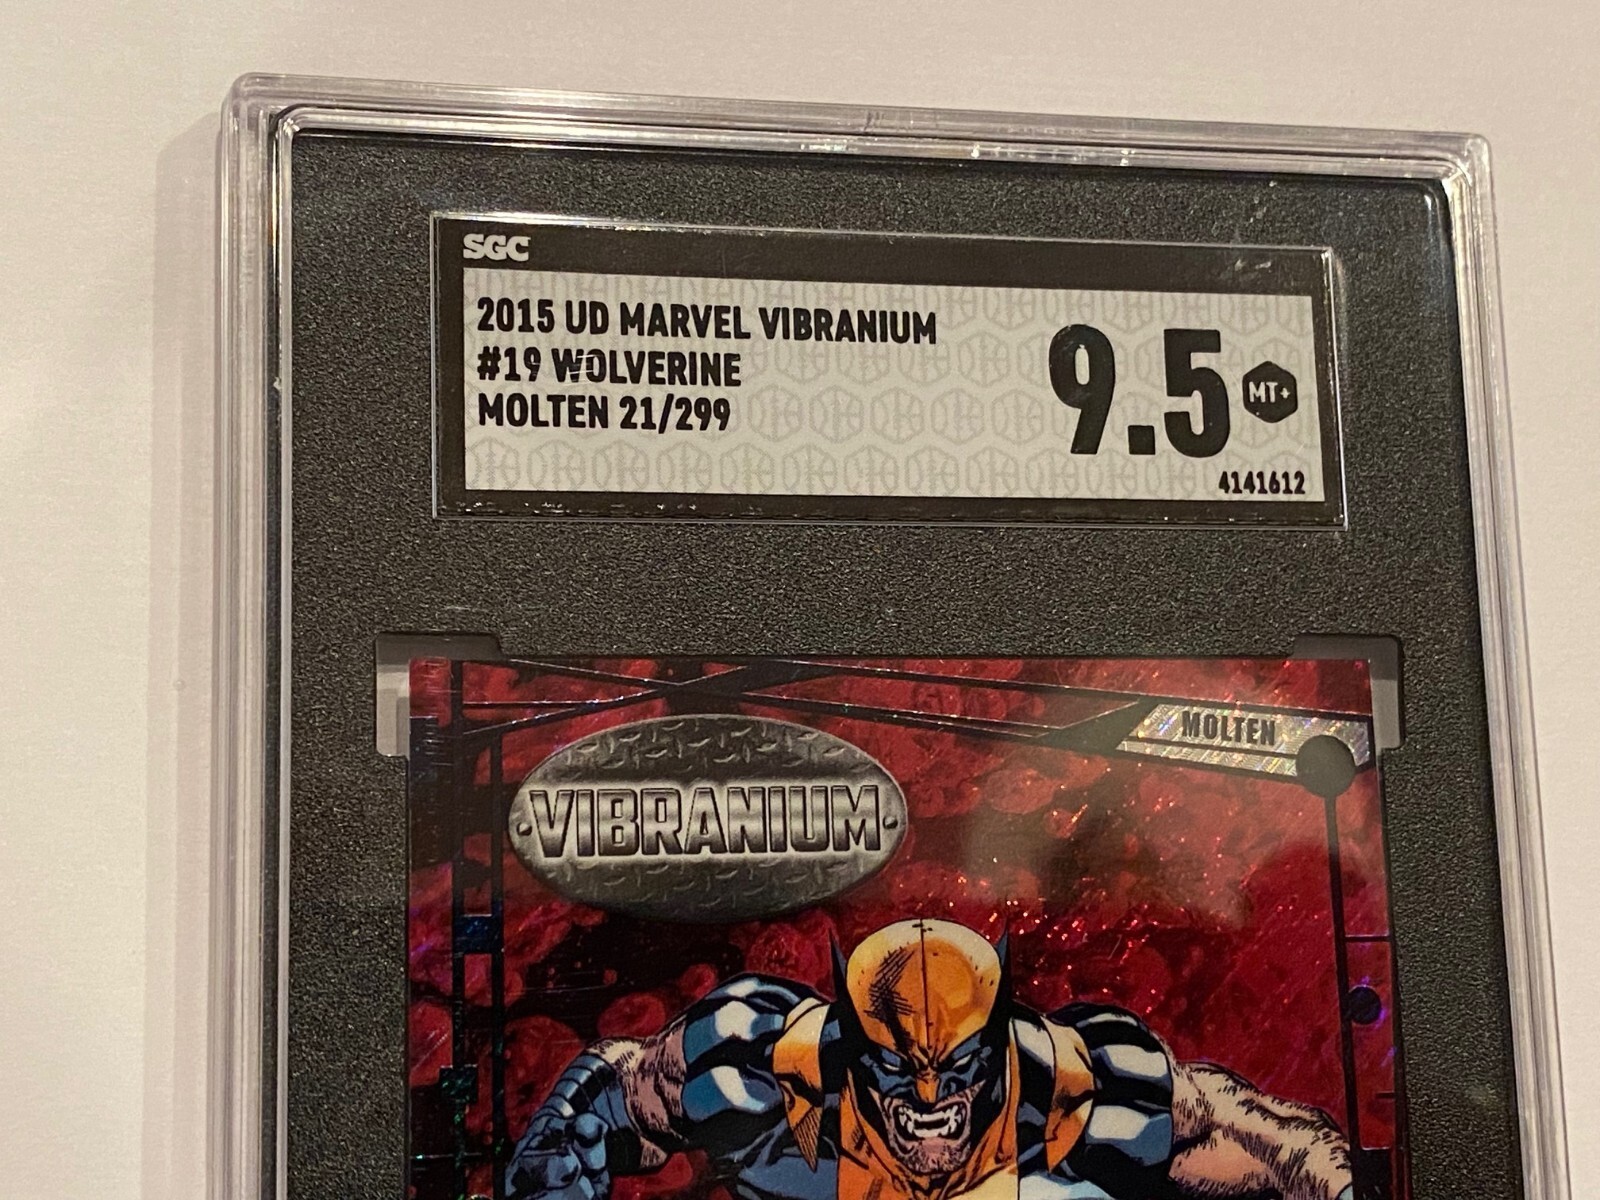 SGC
2015 UD MARVEL VIBRANIUM
#19 WOLVERINE
MOLTEN 21/299
9.5 MT+
4141612
MOLTEN
VIBRANIUM